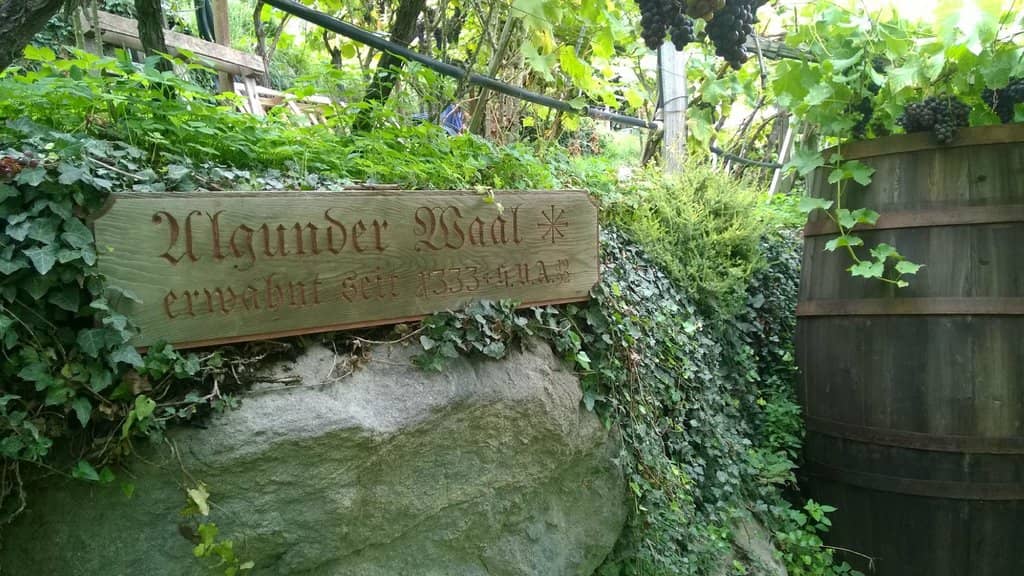 Algunder Waal
erwähnt seit 1333